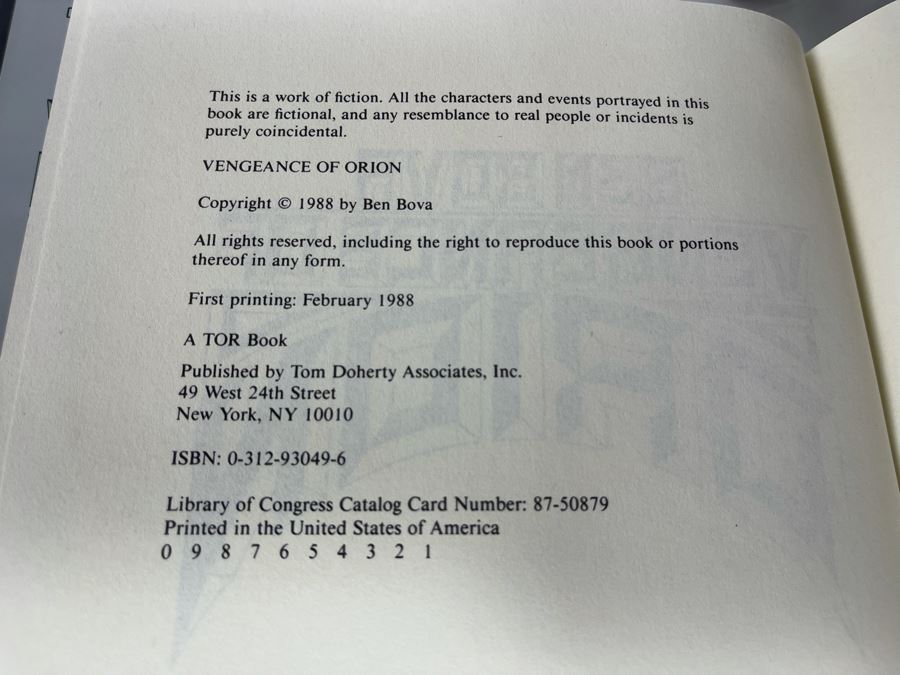 This is a work of fiction. All the characters and events portrayed in this
book are fictional, and any resemblance to real people or incidents is
purely coincidental.
VENGEANCE OF ORION
Copyright © 1988 by Ben Bova
All rights reserved, including the right to reproduce this book or portions
thereof in any form.
First printing: February 1988
A TOR Book
Published by Tom Doherty Associates, Inc.
49 West 24th Street
New York, NY 10010
ISBN: 0-312-93049-6
Library of Congress Catalog Card Number: 87-50879
Printed in the United States of America
0 9 8 7 6 5 4 3 2 1